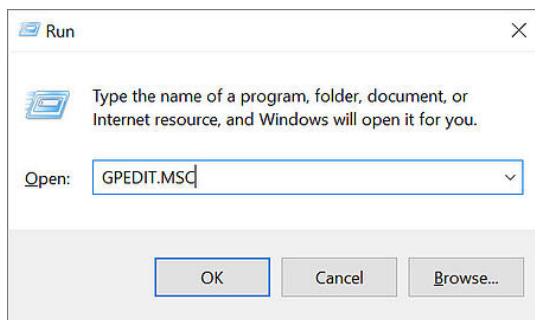 Run
Type the name of a program, folder, document, or
Internet resource, and Windows will open it for you.
Open: GPEDIT.MSC
OK Cancel Browse...